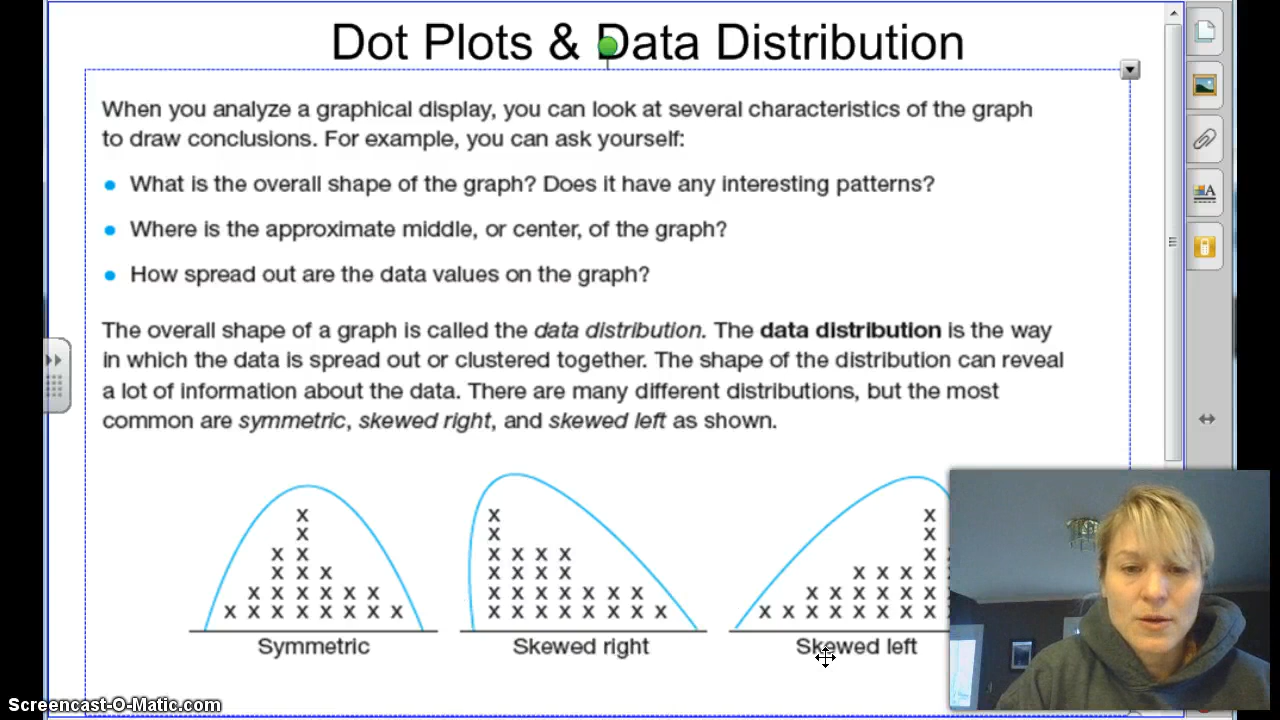 Dot Plots & Data Distribution
When you analyze a graphical display, you can look at several characteristics of the graph
to draw conclusions. For example, you can ask yourself:
• What is the overall shape of the graph? Does it have any interesting patterns?
• Where is the approximate middle, or center, of the graph?
• How spread out are the data values on the graph?
The overall shape of a graph is called the data distribution. The data distribution is the way
in which the data is spread out or clustered together. The shape of the distribution can reveal
a lot of information about the data. There are many different distributions, but the most
common are symmetric, skewed right, and skewed left as shown.
Symmetric Skewed right Skewed left
Screencast-O-Matic.com